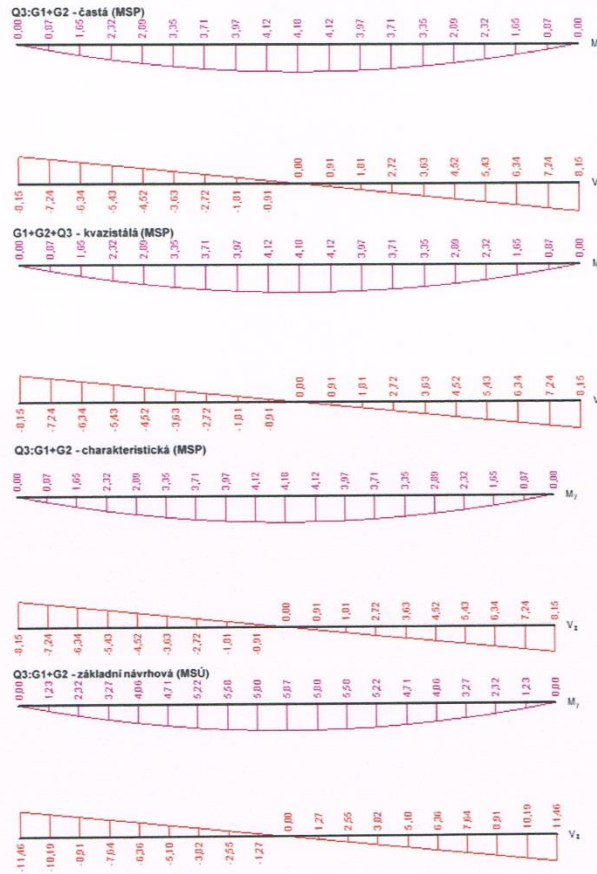 Q3:G1+G2 - častá (MSP)
0,00 0,87 1,65 2,32 2,89 3,35 3,71 3,97 4,12 4,18 4,12 3,97 3,71 3,35 2,89 2,32 1,65 0,87 0,00
M
0,00 0,91 1,81 2,72 3,63 4,52 5,43 6,34 7,24 8,15
V
-8,15 -7,24 -6,34 -5,43 -4,52 -3,63 -2,72 -1,81 -0,91
G1+G2+Q3 - kvazistálá (MSP)
0,00 0,87 1,65 2,32 2,89 3,35 3,71 3,97 4,12 4,18 4,12 3,97 3,71 3,35 2,89 2,32 1,65 0,87 0,00
M
0,00 0,91 1,81 2,72 3,63 4,52 5,43 6,34 7,24 8,15
V
-8,15 -7,24 -6,34 -5,43 -4,52 -3,63 -2,72 -1,81 -0,91
Q3:G1+G2 - charakteristická (MSP)
0,00 0,87 1,65 2,32 2,89 3,35 3,71 3,97 4,12 4,18 4,12 3,97 3,71 3,35 2,89 2,32 1,65 0,87 0,00
My
0,00 0,91 1,81 2,72 3,63 4,52 5,43 6,34 7,24 8,15
Vz
-8,15 -7,24 -6,34 -5,43 -4,52 -3,63 -2,72 -1,81 -0,91
Q3:G1+G2 - základní návrhová (MSÚ)
0,00 1,23 2,32 3,27 4,06 4,71 5,22 5,58 5,80 5,87 5,80 5,58 5,22 4,71 4,06 3,27 2,32 1,23 0,00
My
0,00 1,27 2,55 3,82 5,10 6,36 7,64 8,91 10,19 11,46
Vz
-11,46 -10,19 -8,91 -7,64 -6,36 -5,10 -3,82 -2,55 -1,27